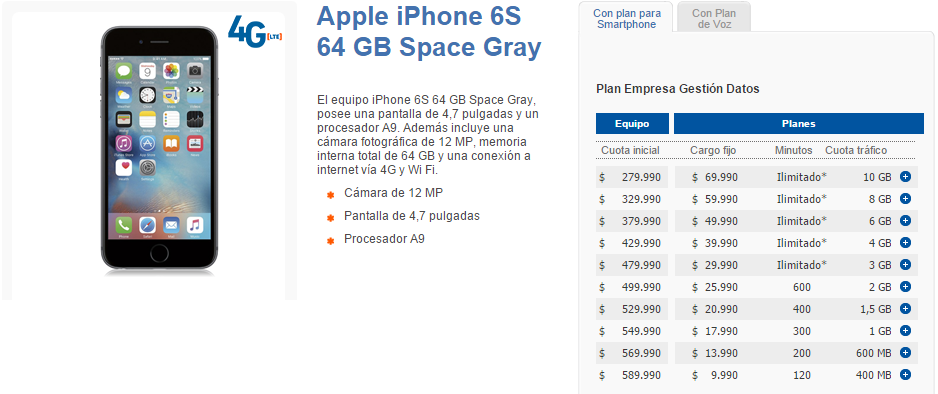 4G[LTE]
Apple iPhone 6S
64 GB Space Gray
El equipo iPhone 6S 64 GB Space Gray,
posee una pantalla de 4,7 pulgadas y un
procesador A9. Además incluye una
cámara fotográfica de 12 MP, memoria
interna total de 64 GB y una conexión a
internet vía 4G y Wi Fi.
Cámara de 12 MP
Pantalla de 4,7 pulgadas
Procesador A9
Con plan para
Smartphone
Con Plan
de Voz
Plan Empresa Gestión Datos
Equipo Planes
Cuota inicial Cargo fijo Minutos Cuota tráfico
$ 279.990 $ 69.990 Ilimitado* 10 GB
$ 329.990 $ 59.990 Ilimitado* 8 GB
$ 379.990 $ 49.990 Ilimitado* 6 GB
$ 429.990 $ 39.990 Ilimitado* 4 GB
$ 479.990 $ 29.990 Ilimitado* 3 GB
$ 499.990 $ 25.990 600 2 GB
$ 529.990 $ 20.990 400 1,5 GB
$ 549.990 $ 17.990 300 1 GB
$ 569.990 $ 13.990 200 600 MB
$ 589.990 $ 9.990 120 400 MB